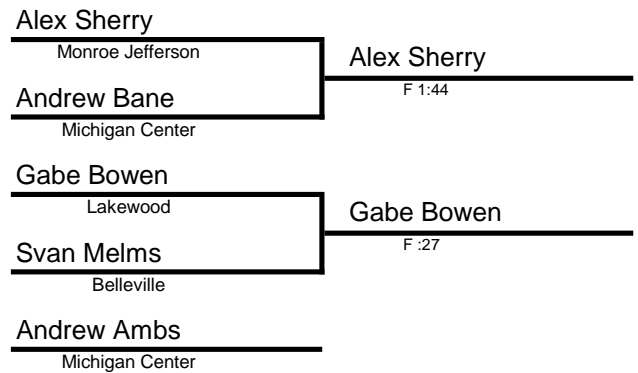 Alex Sherry
Monroe Jefferson
Alex Sherry
F 1:44
Andrew Bane
Michigan Center
Gabe Bowen
Lakewood
Gabe Bowen
F :27
Svan Melms
Belleville
Andrew Ambs
Michigan Center